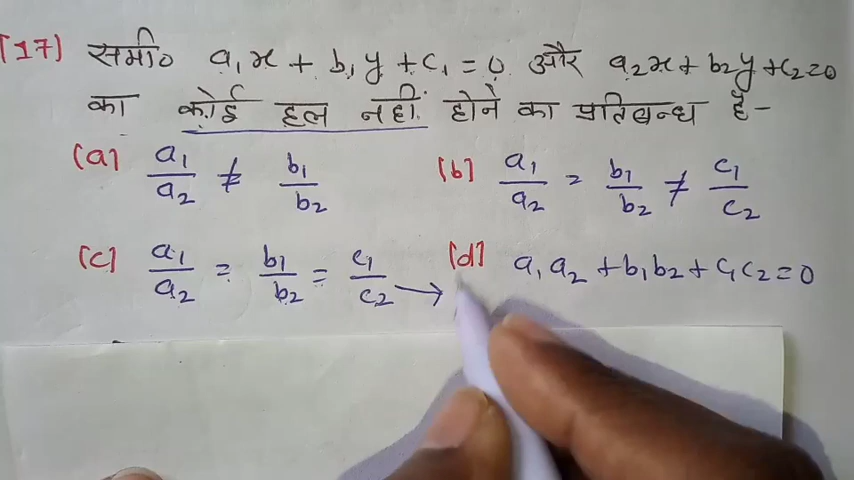 [17) समी० a₁x + b₁y + c₁ = 0 और a₂x + b₂y + c₂ = 0
का कोई हल नहीं होने का प्रतिबन्ध है -
(a) a₁/a₂ ≠ b₁/b₂ (b) a₁/a₂ = b₁/b₂ ≠ c₁/c₂
(c) a₁/a₂ = b₁/b₂ = c₁/c₂ → (d) a₁a₂ + b₁b₂ + c₁c₂ = 0